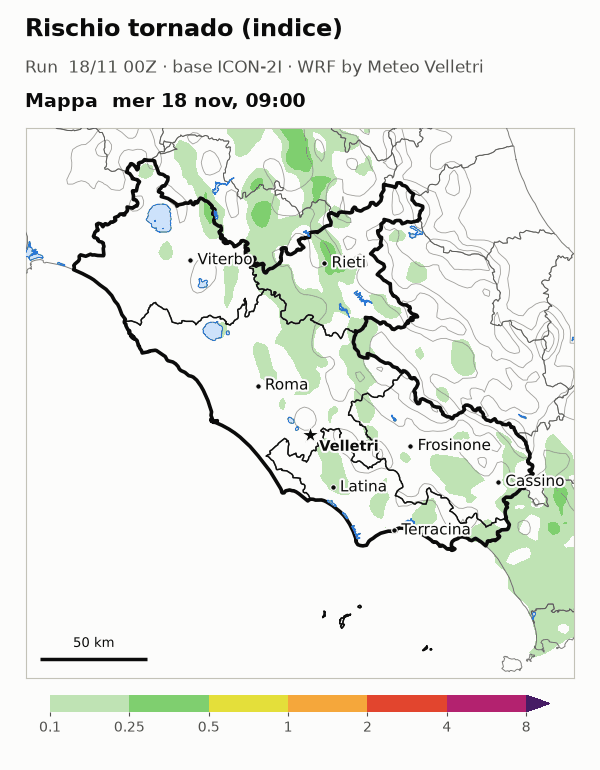 Rischio tornado (indice)
Run  18/11 00Z · base ICON-2I · WRF by Meteo Velletri
Mappa  mer 18 nov, 09:00
Viterbo
Rieti
Roma
Velletri
Frosinone
Latina
Cassino
Terracina
50 km
0.1 0.25 0.5 1 2 4 8